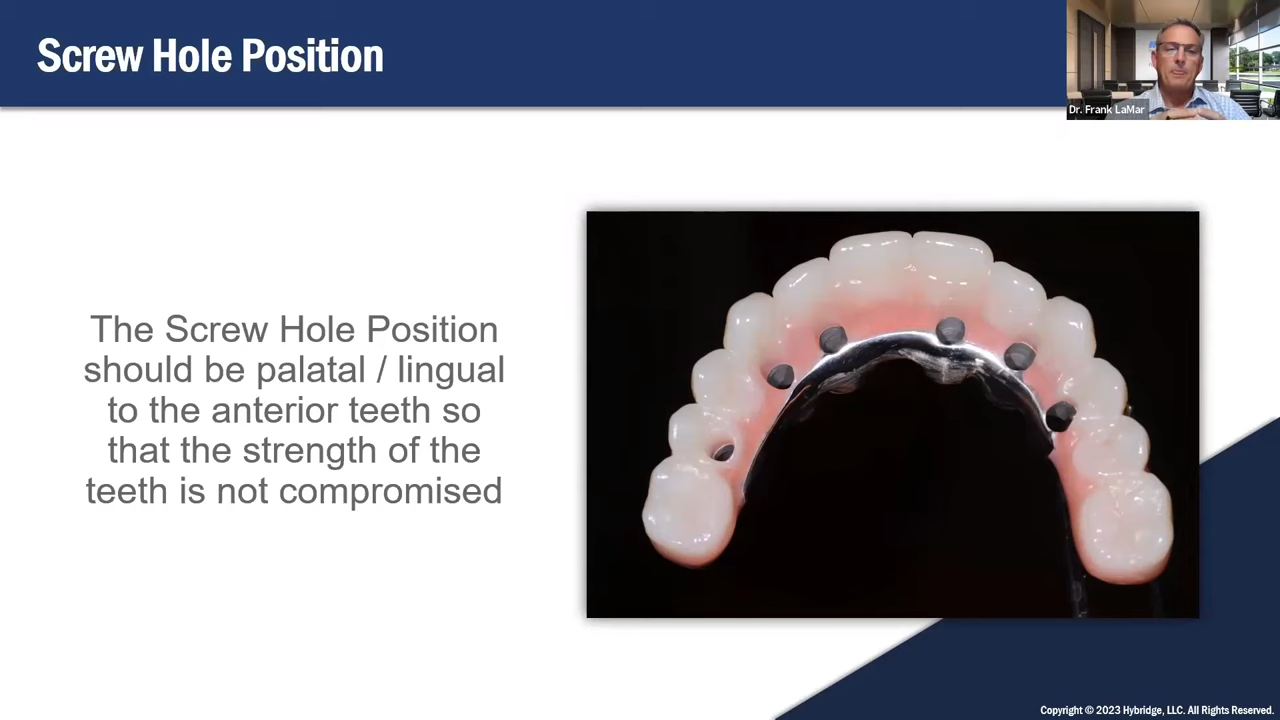 Screw Hole Position
Dr. Frank LaMar
The Screw Hole Position
should be palatal / lingual
to the anterior teeth so
that the strength of the
teeth is not compromised
Copyright © 2023 Hybridge, LLC. All Rights Reserved.